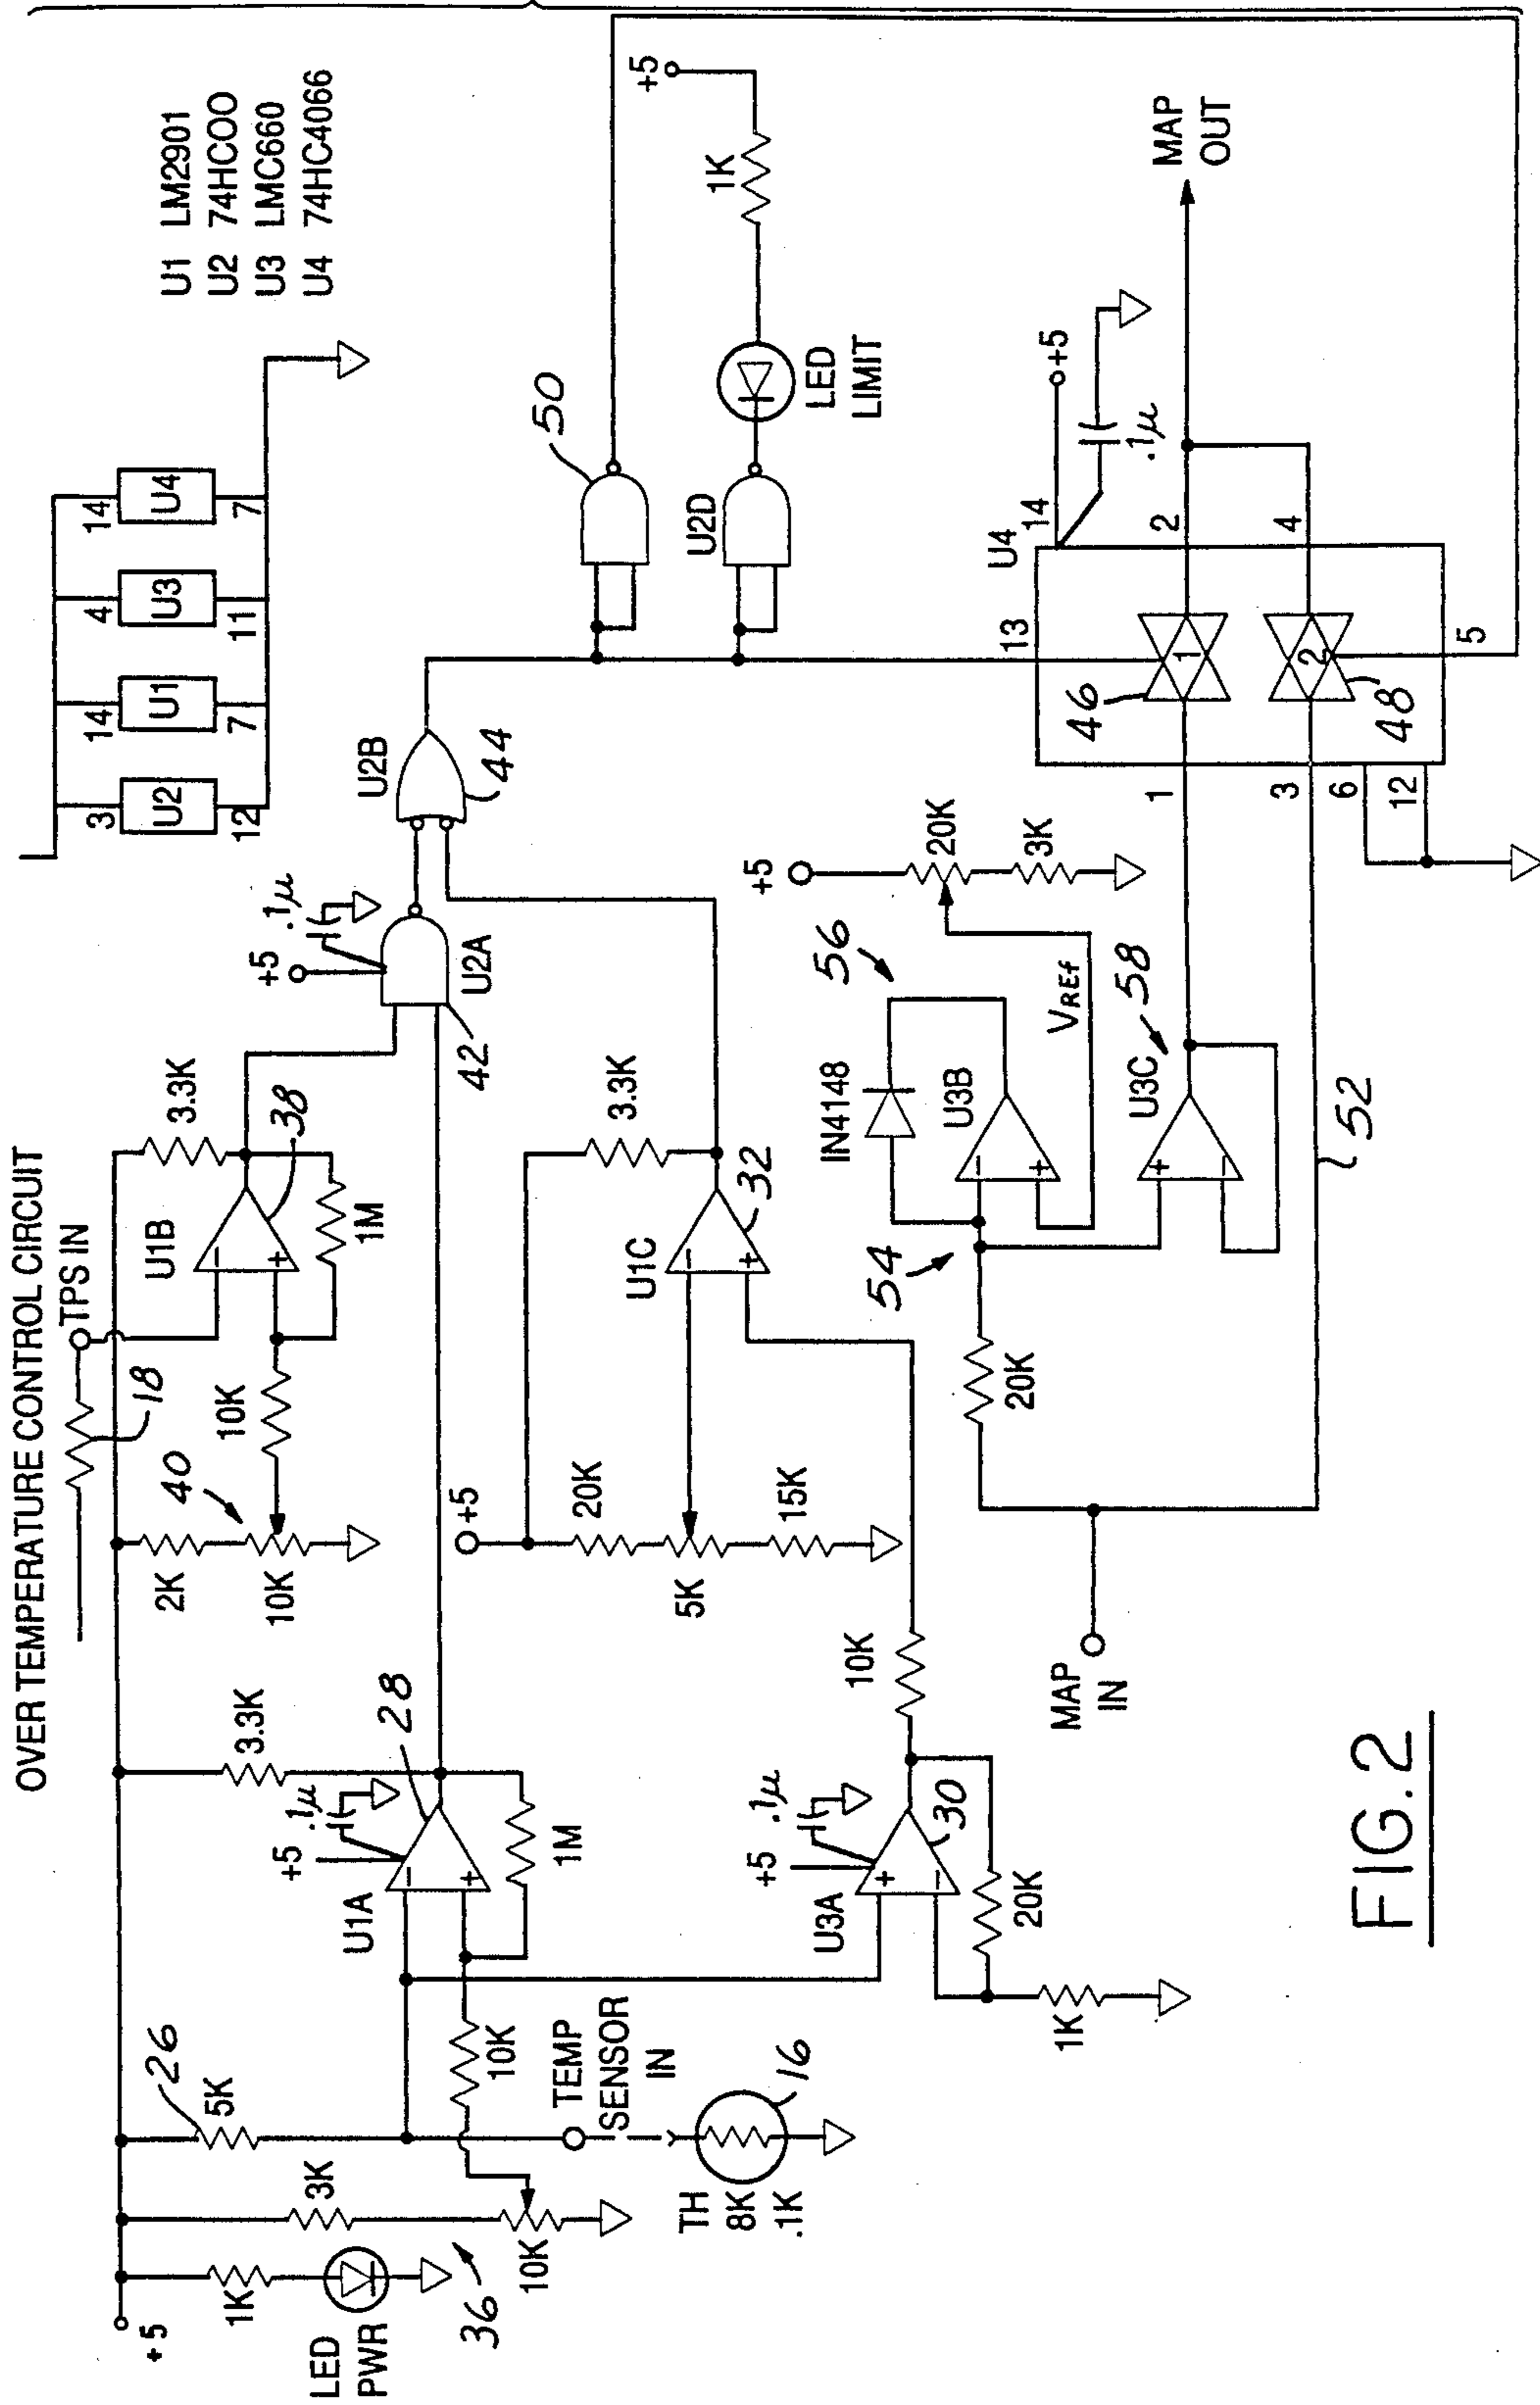 OVER TEMPERATURE CONTROL CIRCUIT
+5
1K
LED
PWR
36
3K
10K
26
5K
10K
TEMP
SENSOR
IN
TH
8K
.1K
16
U1A
+5
.1µ
−
+
28
3.3K
1M
U3A
+5
.1µ
+
−
30
20K
1K
10K
18
TPS IN
2K
40
10K
10K
U1B
−
+
38
3.3K
1M
+5
20K
5K
15K
U1C
−
+
32
3.3K
+5
.1µ
U2A
42
U2B
44
MAP
IN
20K
54
IN4148
56
U3B
−
+
VREF
+5
20K
3K
U3C
+
−
58
52
U2
3
12
U1
14
7
U3
4
11
U4
14
7
U1 LM2901
U2 74HC00
U3 LMC660
U4 74HC4066
50
U2D
LED
LIMIT
1K
+5
U4
13
14
+5
.1µ
1
46
1
2
3
2
48
4
6
12
5
MAP
OUT
FIG. 2